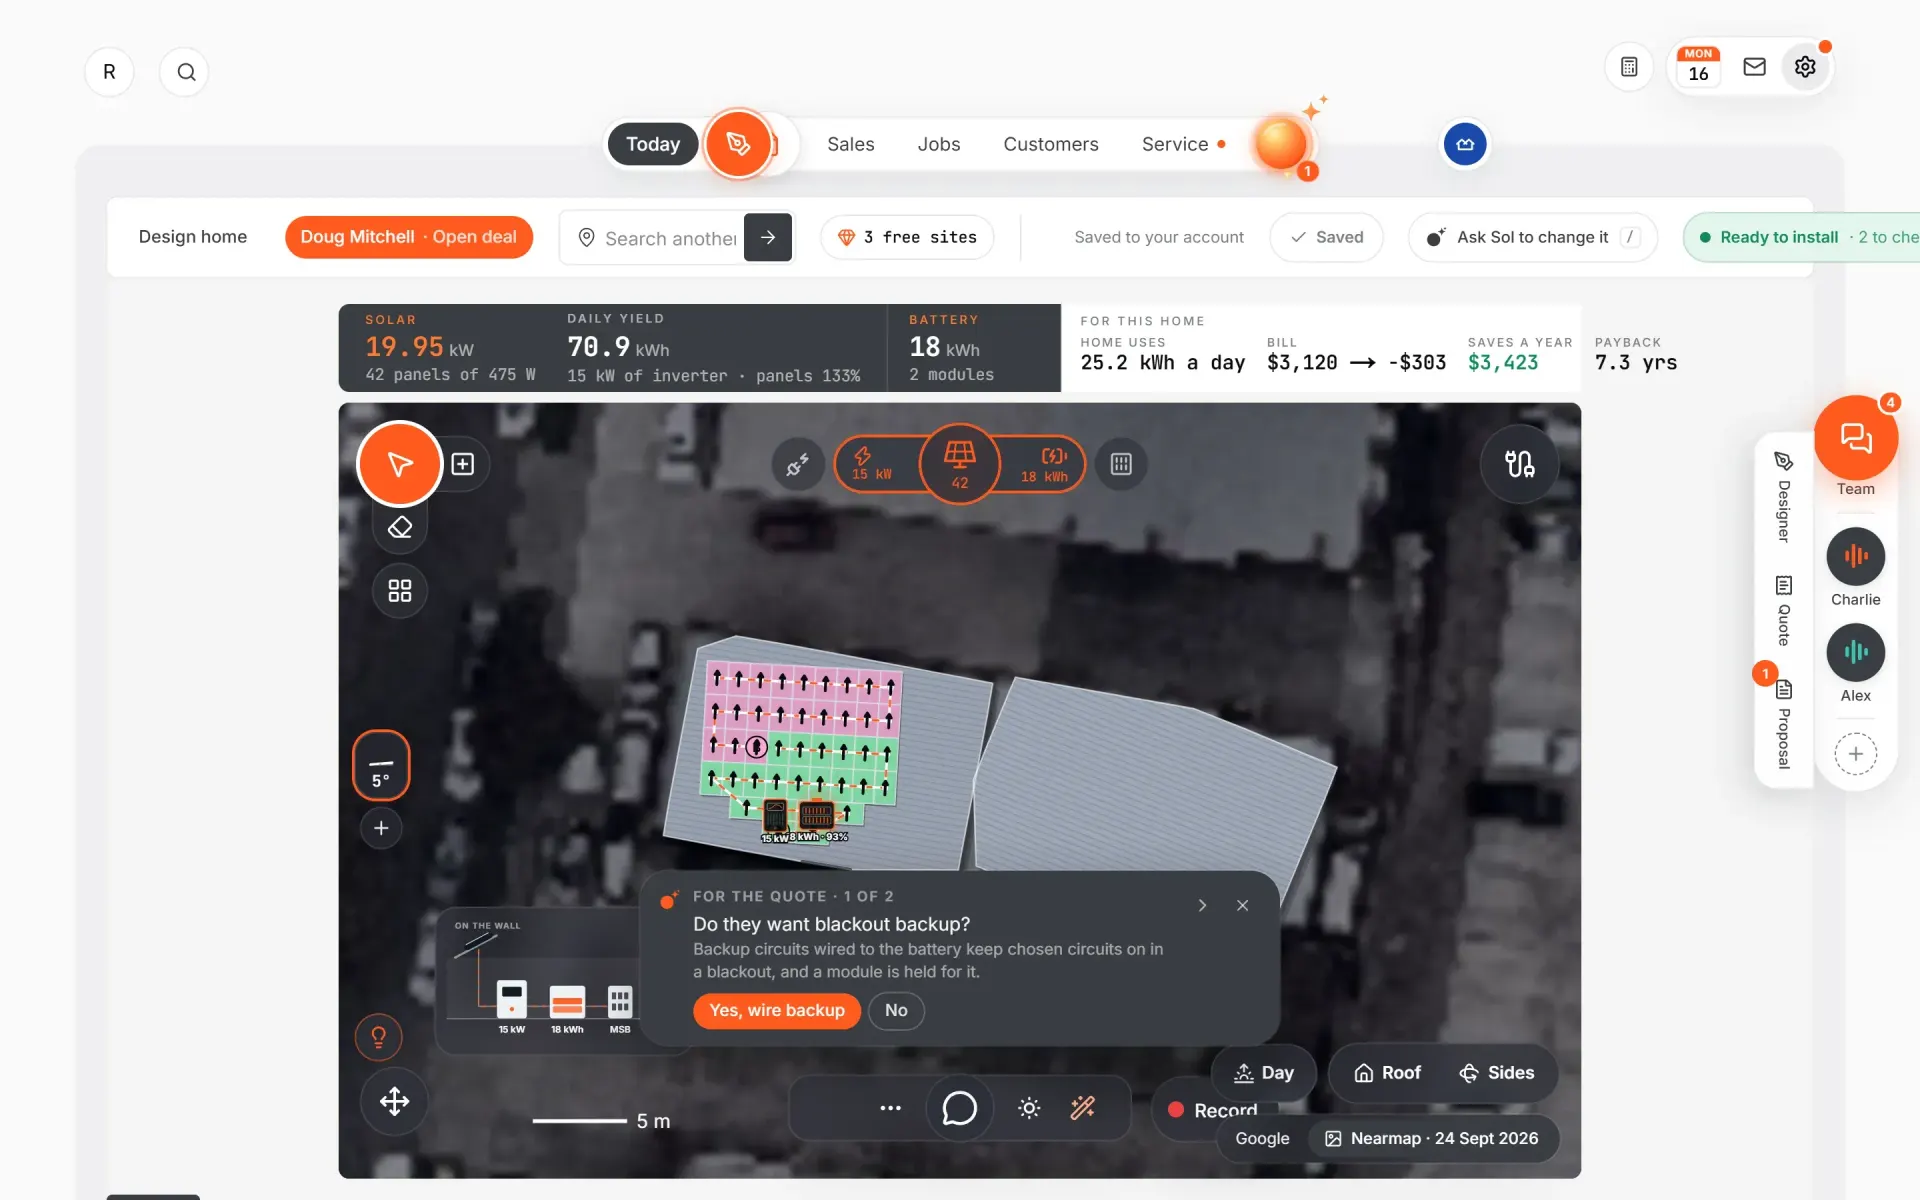 R
MON
16
Today
Sales
Jobs
Customers
Service
1
Design home
Doug Mitchell · Open deal
Search another
3 free sites
Saved to your account
Saved
Ask Sol to change it /
Ready to install · 2 to che
SOLAR
19.95 kW
42 panels of 475 W
DAILY YIELD
70.9 kWh
15 kW of inverter · panels 133%
BATTERY
18 kWh
2 modules
FOR THIS HOME
HOME USES
25.2 kWh a day
BILL
$3,120 → -$303
SAVES A YEAR
$3,423
PAYBACK
7.3 yrs
15 kW
42
18 kWh
4
Team
Designer
Charlie
Quote
Alex
1
Proposal
5°
15 kW
8 kWh · 93%
FOR THE QUOTE · 1 OF 2
Do they want blackout backup?
Backup circuits wired to the battery keep chosen circuits on in
a blackout, and a module is held for it.
Yes, wire backup
No
ON THE WALL
15 kW
18 kWh
MSB
5 m
Record
Day
Roof
Sides
Google
Nearmap · 24 Sept 2026